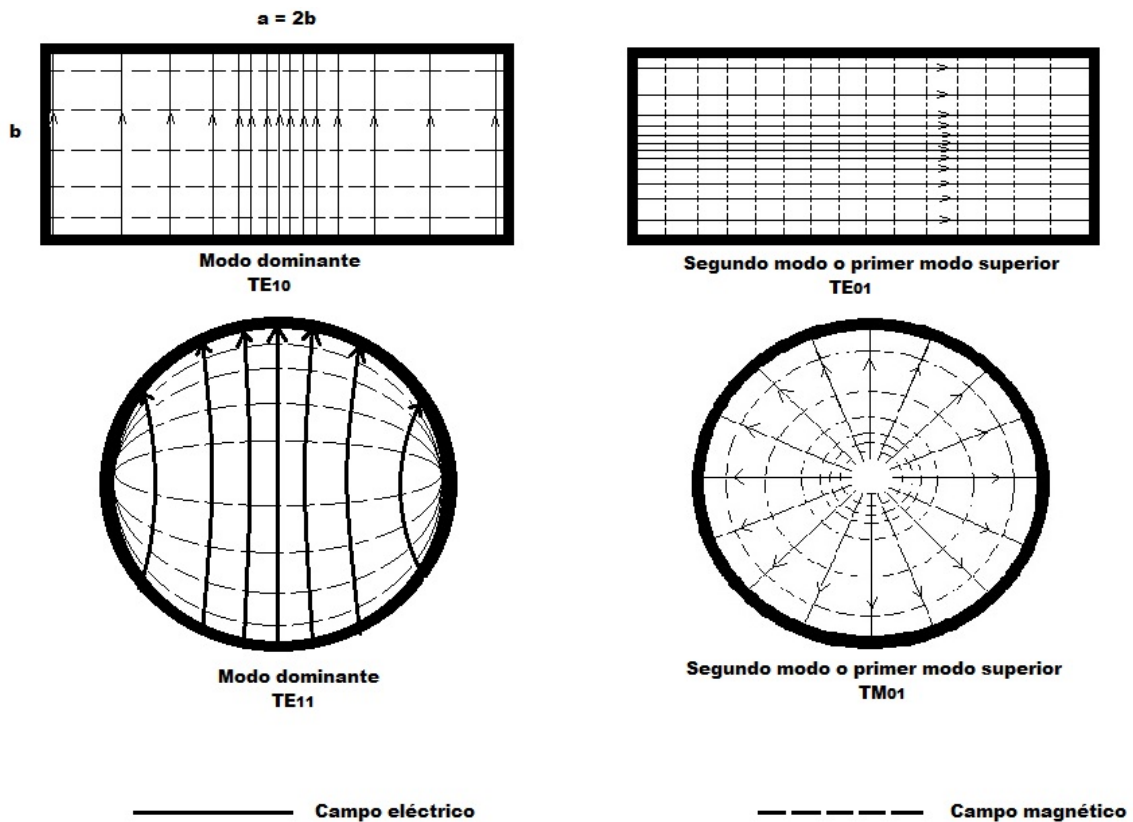 a = 2b
b
Modo dominante
TE10
Segundo modo o primer modo superior
TE01
Modo dominante
TE11
Segundo modo o primer modo superior
TM01
Campo eléctrico
Campo magnético